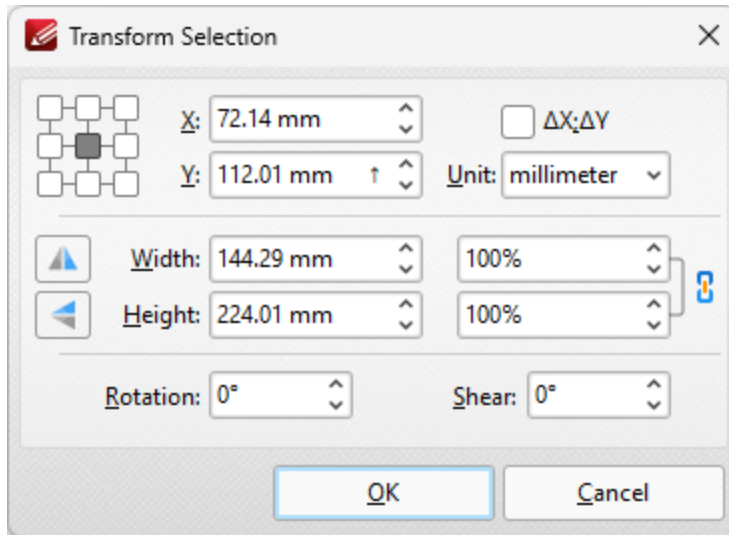 Transform Selection
X: 72.14 mm ΔX;ΔY
Y: 112.01 mm ↑ Unit: millimeter
Width: 144.29 mm 100%
Height: 224.01 mm 100%
Rotation: 0° Shear: 0°
OK Cancel